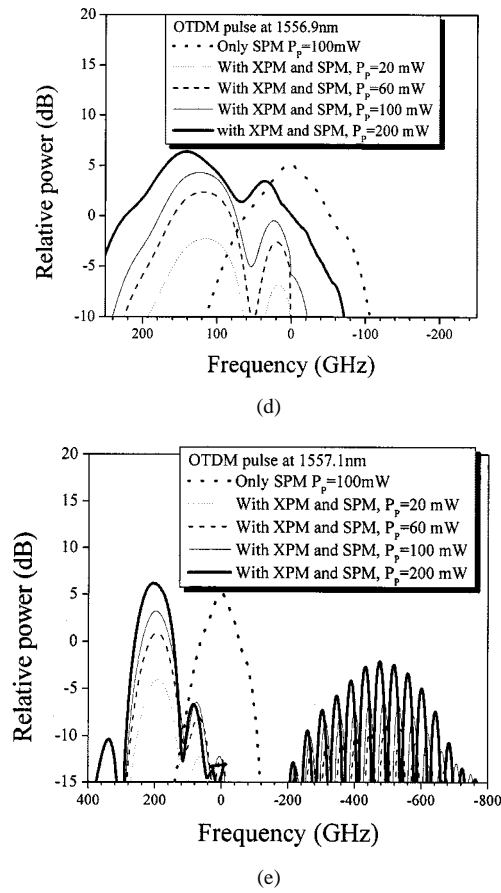 OTDM pulse at 1556.9nm
Only SPM P_P=100mW
With XPM and SPM, P_P=20 mW
With XPM and SPM, P_P=60 mW
With XPM and SPM, P_P=100 mW
with XPM and SPM, P_P=200 mW
Relative power (dB)
20
15
10
5
0
-5
-10
200 100 0 -100 -200
Frequency (GHz)
(d)
OTDM pulse at 1557.1nm
Only SPM P_P=100mW
With XPM and SPM, P_P=20 mW
With XPM and SPM, P_P=60 mW
With XPM and SPM, P_P=100 mW
With XPM and SPM, P_P=200 mW
Relative power (dB)
20
15
10
5
0
-5
-10
-15
400 200 0 -200 -400 -600 -800
Frequency (GHz)
(e)